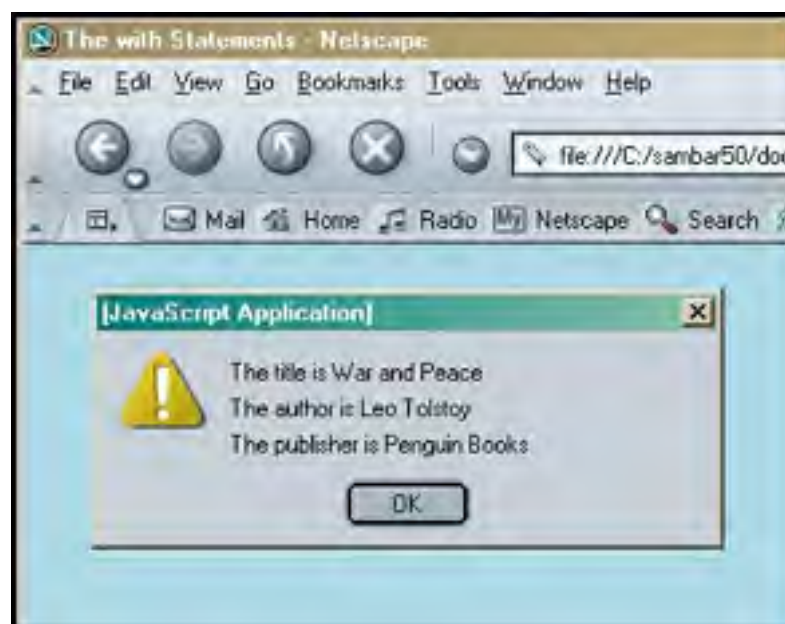 The with Statements - Netscape
File Edit View Go Bookmarks Tools Window Help
file:///C:/sambar50/doc
Mail Home Radio My Netscape Search
[JavaScript Application]
The title is War and Peace
The author is Leo Tolstoy
The publisher is Penguin Books
OK